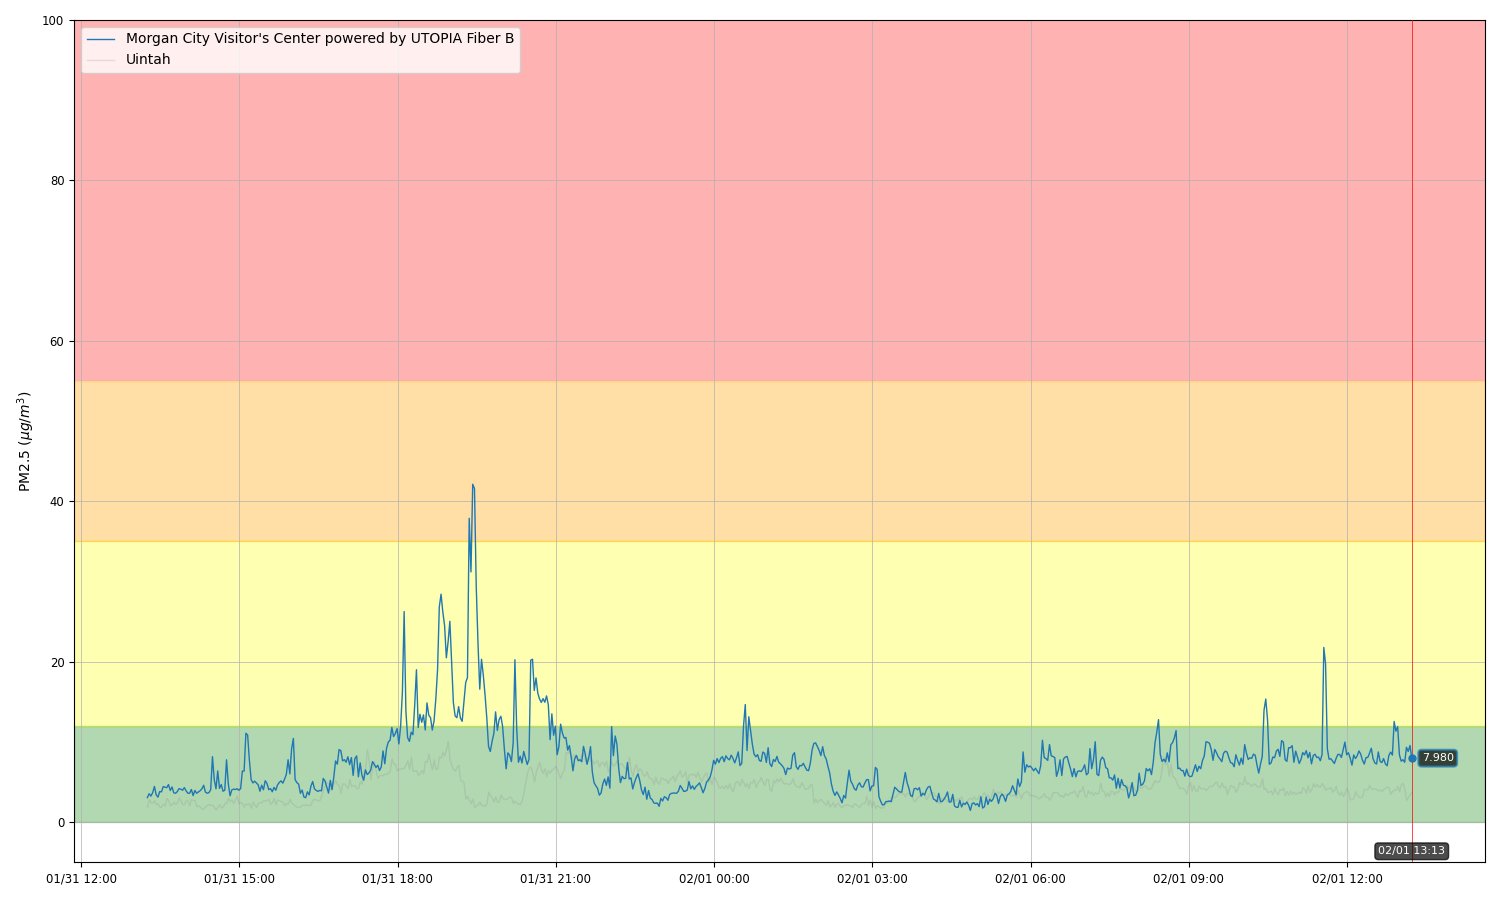 100
Morgan City Visitor's Center powered by UTOPIA Fiber B
Uintah
80
60
PM2.5 (μg/m³)
40
20
7.980
0
02/01 13:13
01/31 12:00 01/31 15:00 01/31 18:00 01/31 21:00 02/01 00:00 02/01 03:00 02/01 06:00 02/01 09:00 02/01 12:00